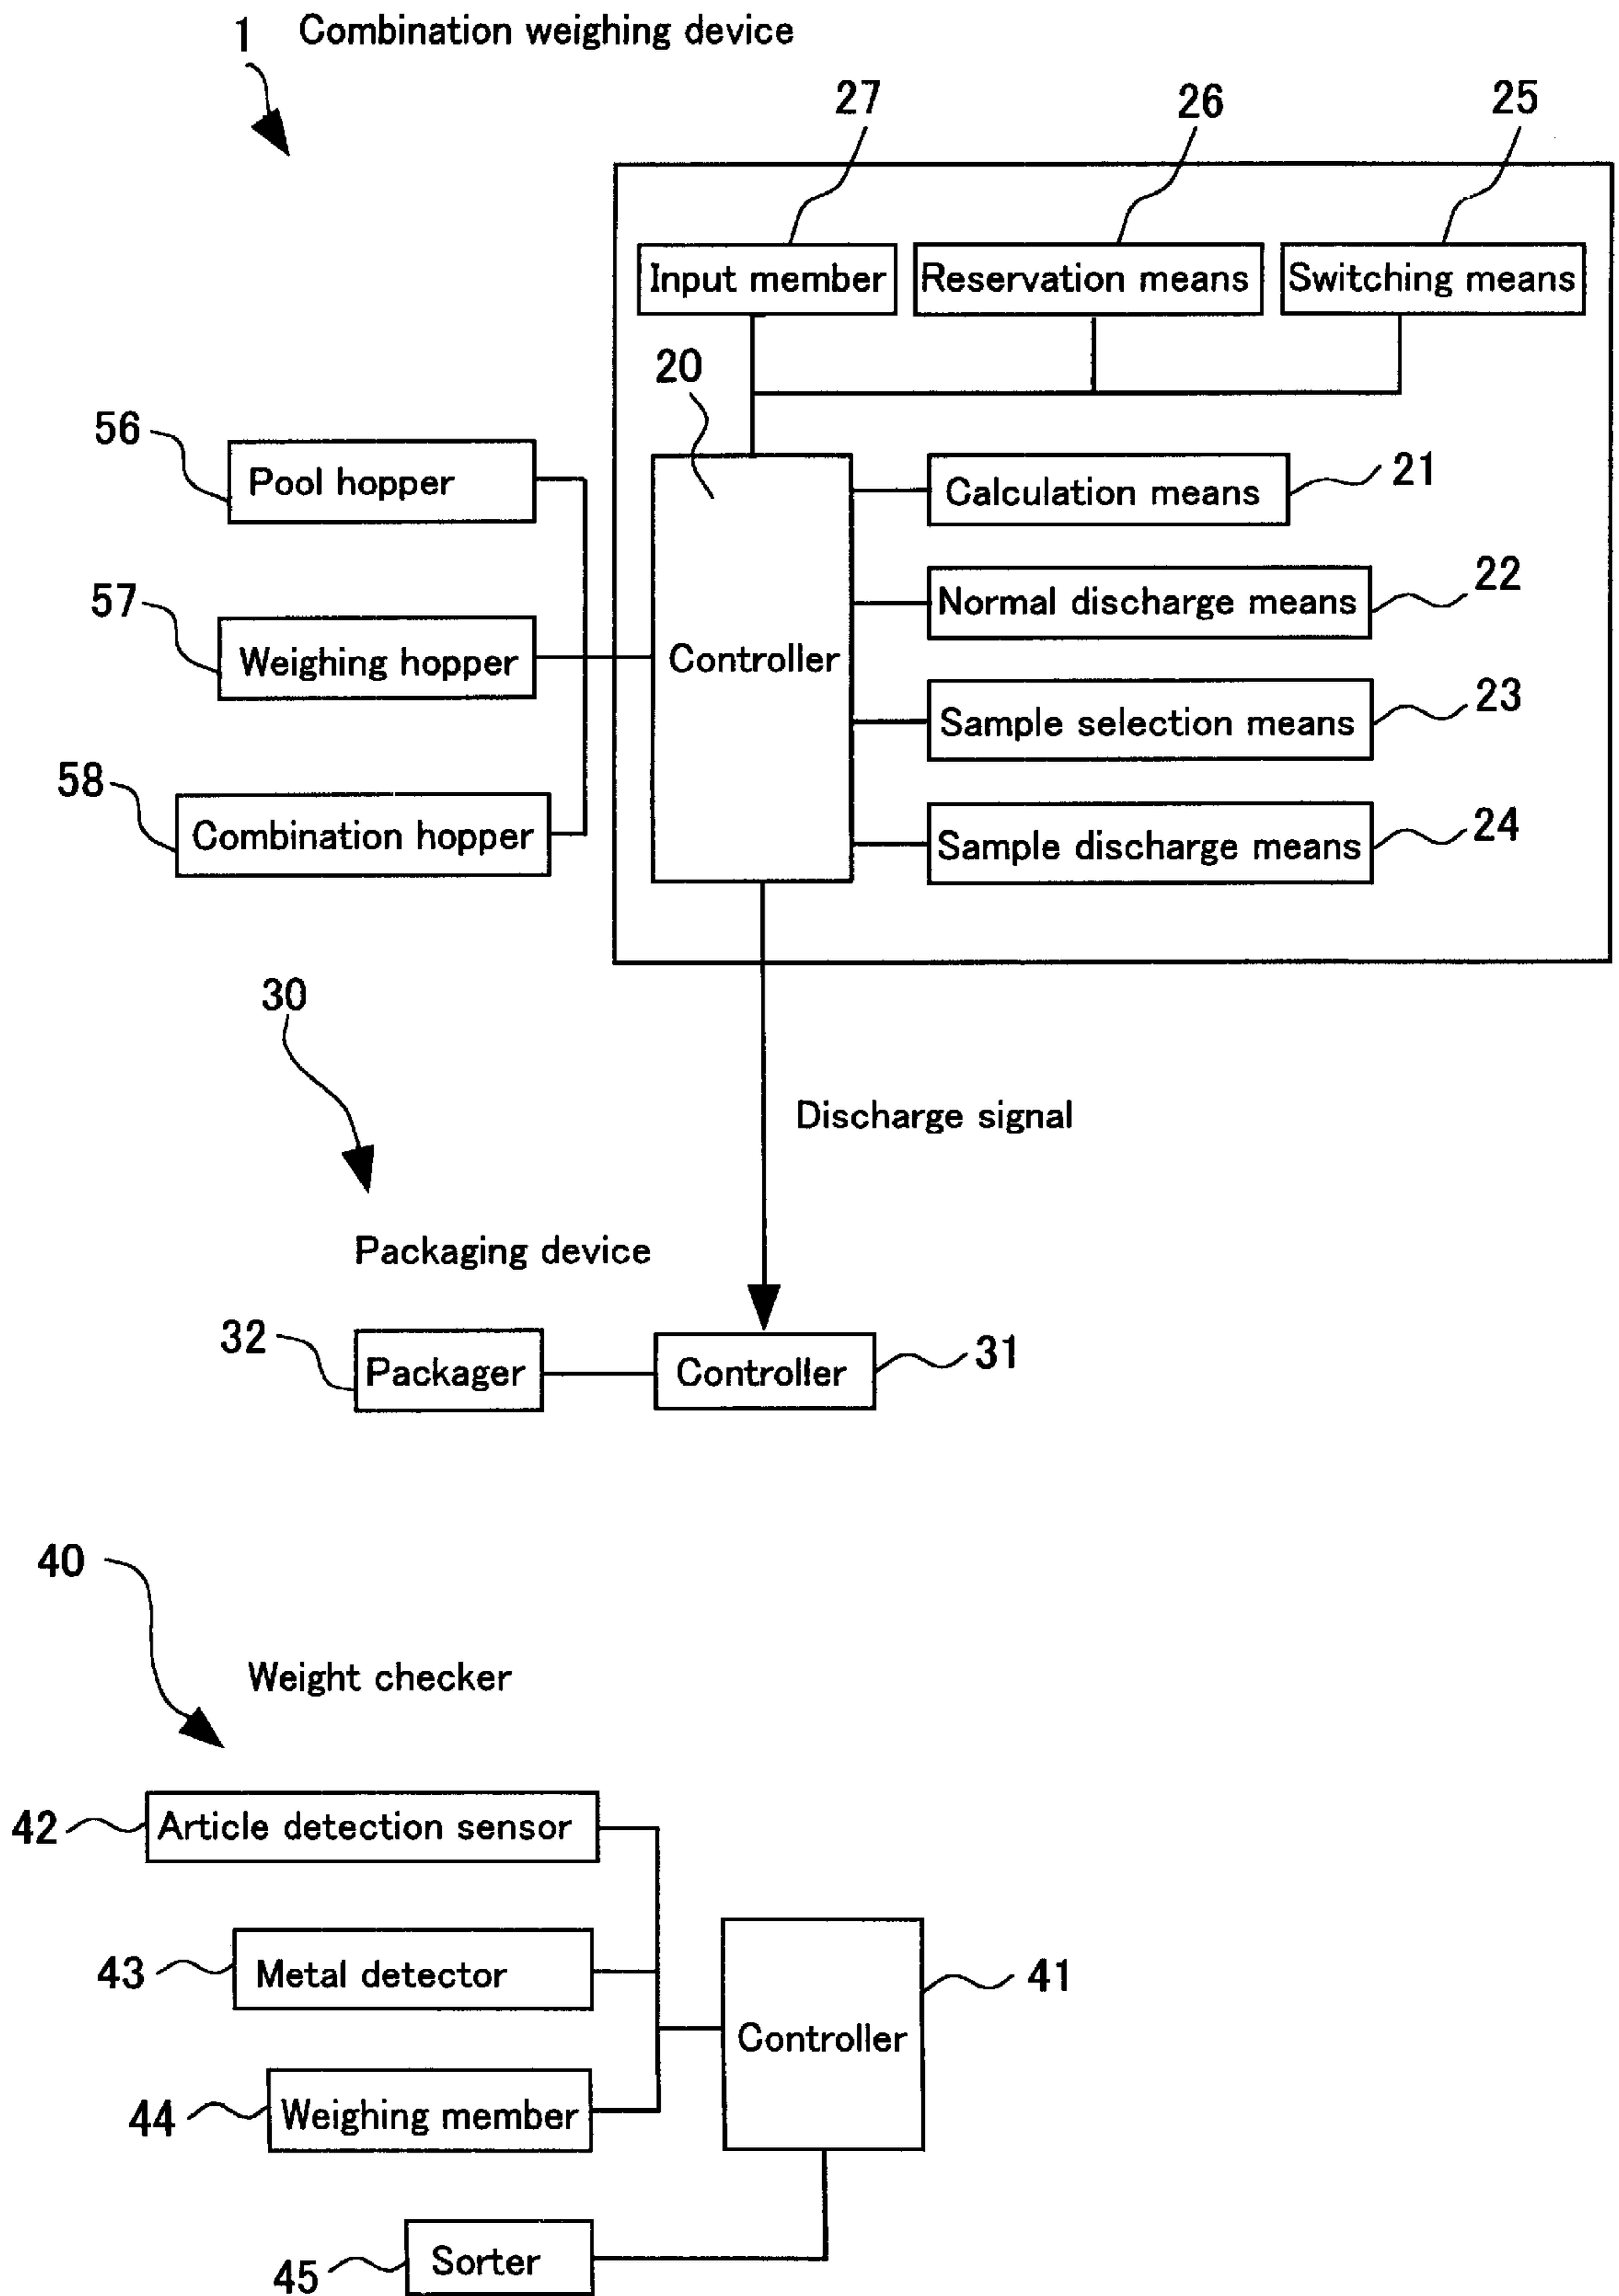 1 Combination weighing device
27 26 25
Input member Reservation means Switching means
20
56 Pool hopper
Calculation means 21
57 Weighing hopper
Controller
Normal discharge means 22
Sample selection means 23
58 Combination hopper
Sample discharge means 24
30
Discharge signal
Packaging device
32 Packager Controller 31
40
Weight checker
42 Article detection sensor
43 Metal detector
Controller 41
44 Weighing member
45 Sorter